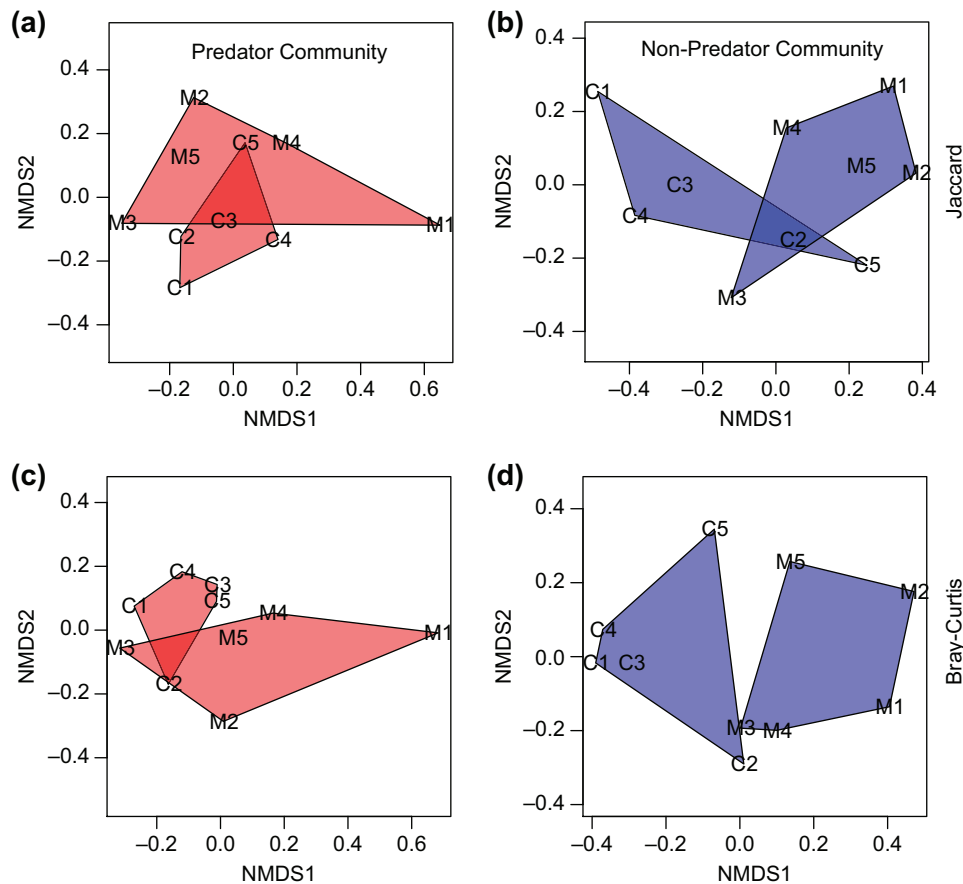 (a)
Predator Community
0.4
0.2
0.0
−0.2
−0.4
NMDS2
M2
C5
M4
M5
M3
C3
M1
C2
C4
C1
−0.2
0.0
0.2
0.4
0.6
NMDS1
(b)
Non-Predator Community
0.4
0.2
0.0
−0.2
−0.4
NMDS2
C1
M1
M4
M5
M2
C3
C4
C2
C5
M3
−0.4
−0.2
0.0
0.2
0.4
NMDS1
Jaccard
(c)
0.4
0.2
0.0
−0.2
−0.4
NMDS2
C4
C3
C1
C5
M4
M5
M1
M3
C2
M2
−0.2
0.0
0.2
0.4
0.6
NMDS1
(d)
0.4
0.2
0.0
−0.2
−0.4
NMDS2
C5
M5
M2
C4
C1
C3
M1
M3
M4
C2
−0.4
−0.2
0.0
0.2
0.4
NMDS1
Bray-Curtis